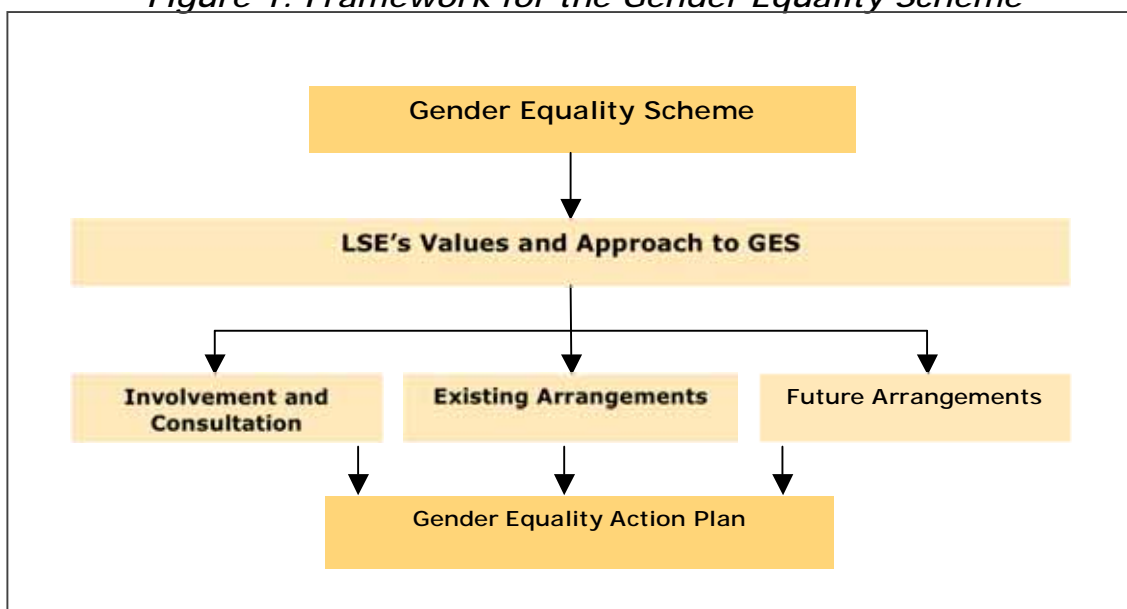 Figure 1: Framework for the Gender Equality Scheme
Gender Equality Scheme
LSE's Values and Approach to GES
Involvement and
Consultation
Existing Arrangements
Future Arrangements
Gender Equality Action Plan